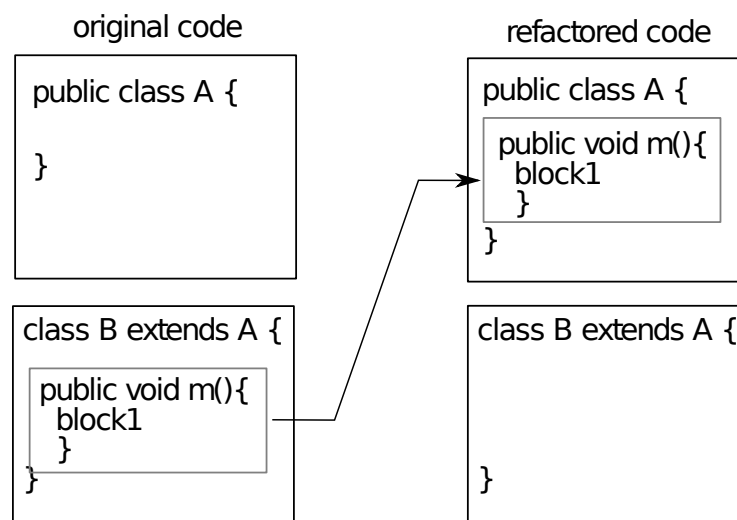 original code
public class A {
}
class B extends A {
public void m(){
block1
}
}
refactored code
public class A {
public void m(){
block1
}
}
class B extends A {
}